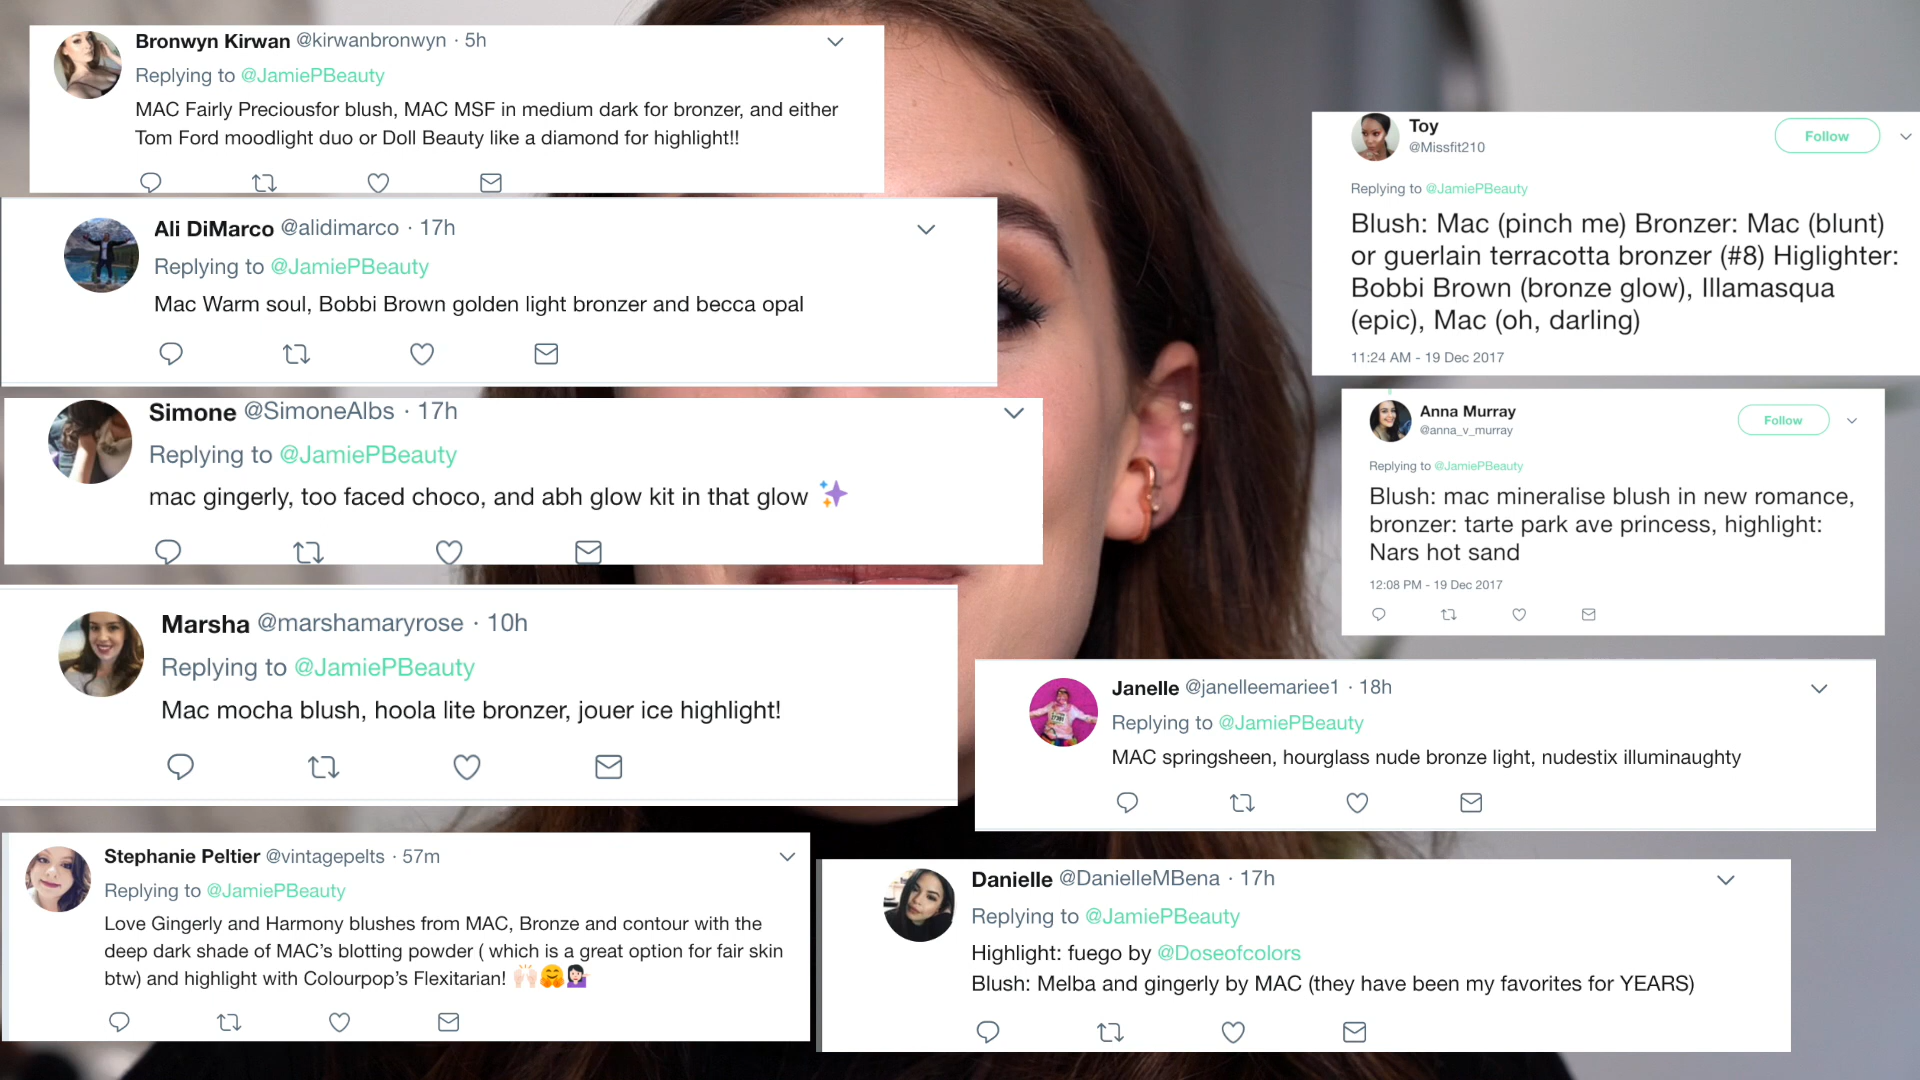 Bronwyn Kirwan @kirwanbronwyn · 5h
Replying to @JamiePBeauty
MAC Fairly Preciousfor blush, MAC MSF in medium dark for bronzer, and either
Tom Ford moodlight duo or Doll Beauty like a diamond for highlight!!
Ali DiMarco @alidimarco · 17h
Replying to @JamiePBeauty
Mac Warm soul, Bobbi Brown golden light bronzer and becca opal
Simone @SimoneAlbs · 17h
Replying to @JamiePBeauty
mac gingerly, too faced choco, and abh glow kit in that glow ✨
Marsha @marshamaryrose · 10h
Replying to @JamiePBeauty
Mac mocha blush, hoola lite bronzer, jouer ice highlight!
Stephanie Peltier @vintagepelts · 57m
Replying to @JamiePBeauty
Love Gingerly and Harmony blushes from MAC, Bronze and contour with the
deep dark shade of MAC's blotting powder ( which is a great option for fair skin
btw) and highlight with Colourpop's Flexitarian! 🙌🏻🤗💁🏻
Toy
@Missfit210
Follow
Replying to @JamiePBeauty
Blush: Mac (pinch me) Bronzer: Mac (blunt)
or guerlain terracotta bronzer (#8) Higlighter:
Bobbi Brown (bronze glow), Illamasqua
(epic), Mac (oh, darling)
11:24 AM - 19 Dec 2017
Anna Murray
@anna_v_murray
Follow
Replying to @JamiePBeauty
Blush: mac mineralise blush in new romance,
bronzer: tarte park ave princess, highlight:
Nars hot sand
12:08 PM - 19 Dec 2017
Janelle @janelleemariee1 · 18h
Replying to @JamiePBeauty
MAC springsheen, hourglass nude bronze light, nudestix illuminaughty
Danielle @DanielleMBena · 17h
Replying to @JamiePBeauty
Highlight: fuego by @Doseofcolors
Blush: Melba and gingerly by MAC (they have been my favorites for YEARS)